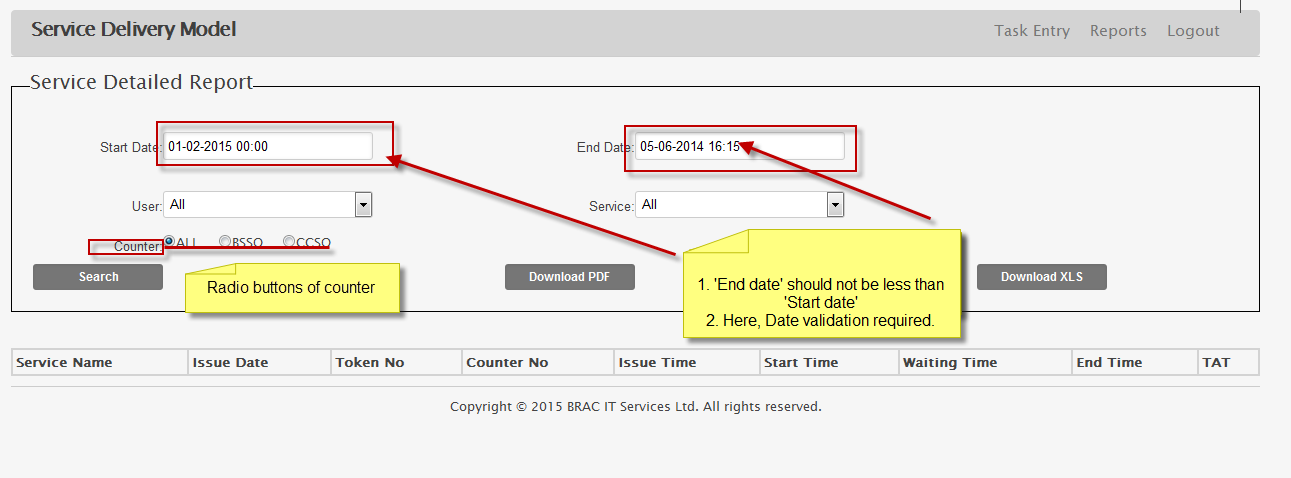 Service Delivery Model
Task Entry Reports Logout
Service Detailed Report
Start Date: 01-02-2015 00:00
End Date: 05-06-2014 16:15
User: All
Service: All
Counter: ALL BSSO CCSO
Search
Download PDF
Download XLS
Radio buttons of counter
1. 'End date' should not be less than
'Start date'
2. Here, Date validation required.
Service Name Issue Date Token No Counter No Issue Time Start Time Waiting Time End Time TAT
Copyright © 2015 BRAC IT Services Ltd. All rights reserved.